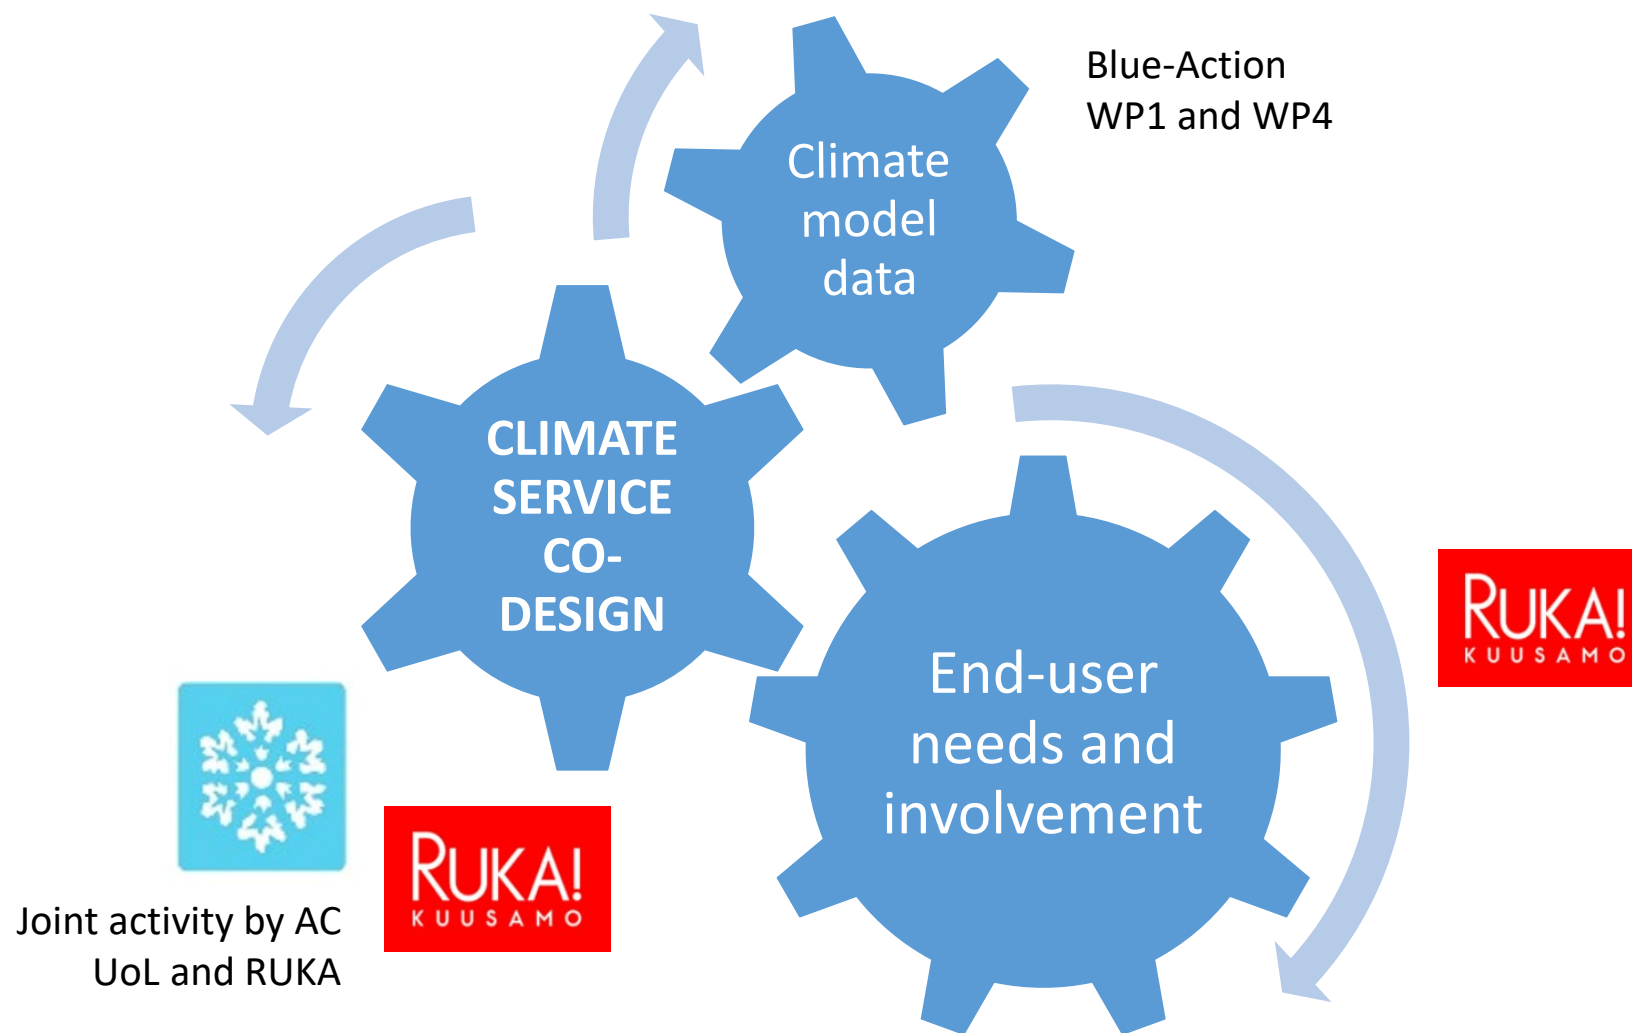 Blue-Action
WP1 and WP4
Climate
model
data
CLIMATE
SERVICE
CO-
DESIGN
End-user
needs and
involvement
RUKA!
KUUSAMO
RUKA!
KUUSAMO
Joint activity by AC
UoL and RUKA